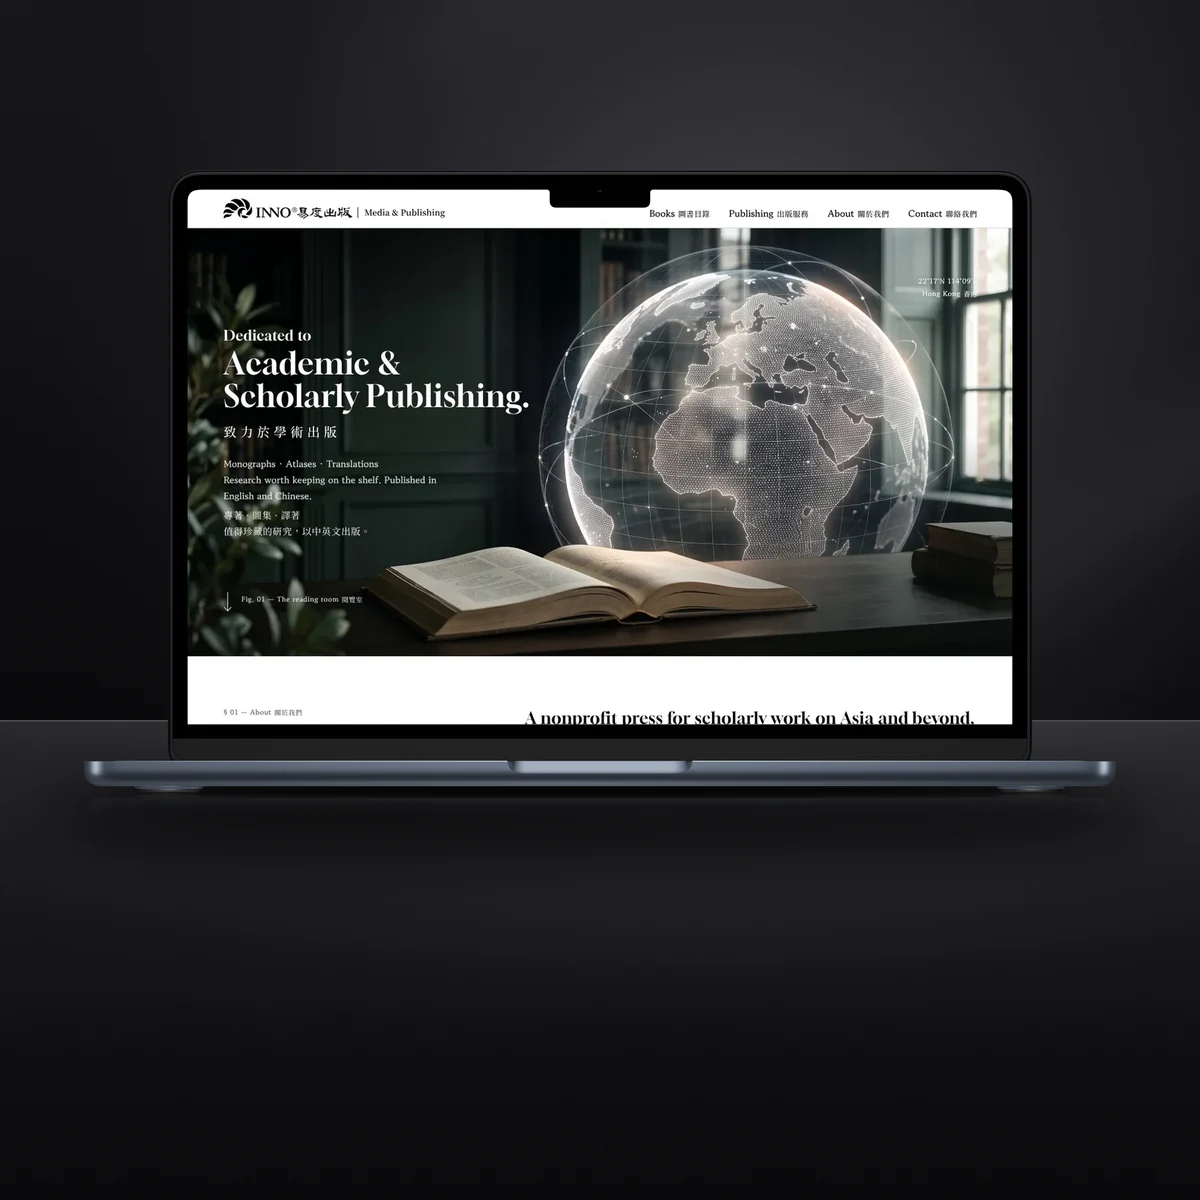 INNO®易度出版 | Media & Publishing
Books 圖書目錄 Publishing 出版服務 About 關於我們 Contact 聯絡我們
22°17'N 114°09'
Hong Kong 香港
Dedicated to
Academic &
Scholarly Publishing.
致力於學術出版
Monographs · Atlases · Translations
Research worth keeping on the shelf. Published in
English and Chinese.
專著 · 圖集 · 譯著
值得珍藏的研究，以中英文出版。
Fig. 01 — The reading room 閱覽室
§ 01 — About 關於我們
A nonprofit press for scholarly work on Asia and beyond,